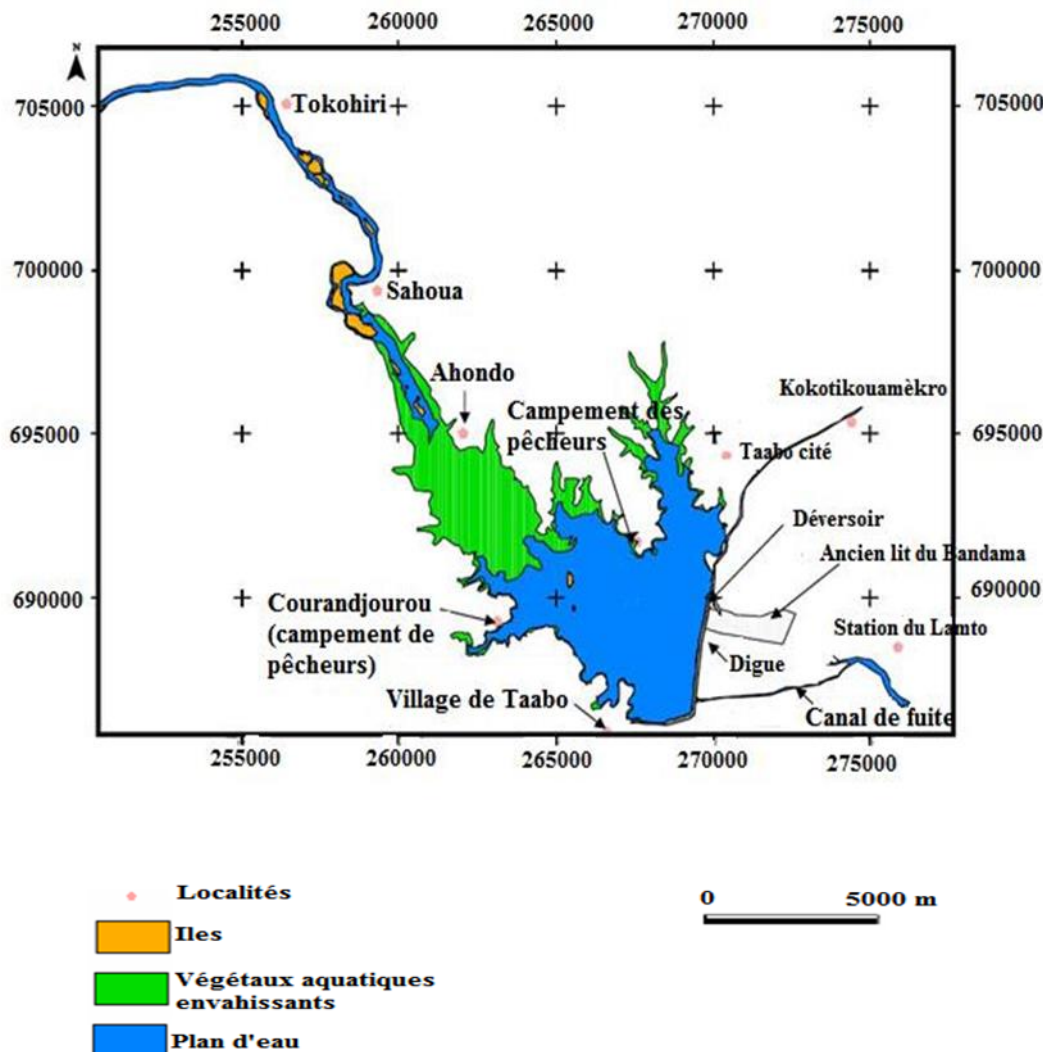 255000 260000 265000 270000 275000
N
705000 Tokohiri 705000
700000 700000
Sahoua
Ahondo
Kokotikouamèkro
Campement des
pêcheurs
695000 695000
Taabo cité
Déversoir
Ancien lit du Bandama
690000 690000
Courandjourou
(campement de
pêcheurs)
Station du Lamto
Digue
Village de Taabo
Canal de fuite
255000 260000 265000 270000 275000
Localités
0 5000 m
Iles
Végétaux aquatiques
envahissants
Plan d'eau